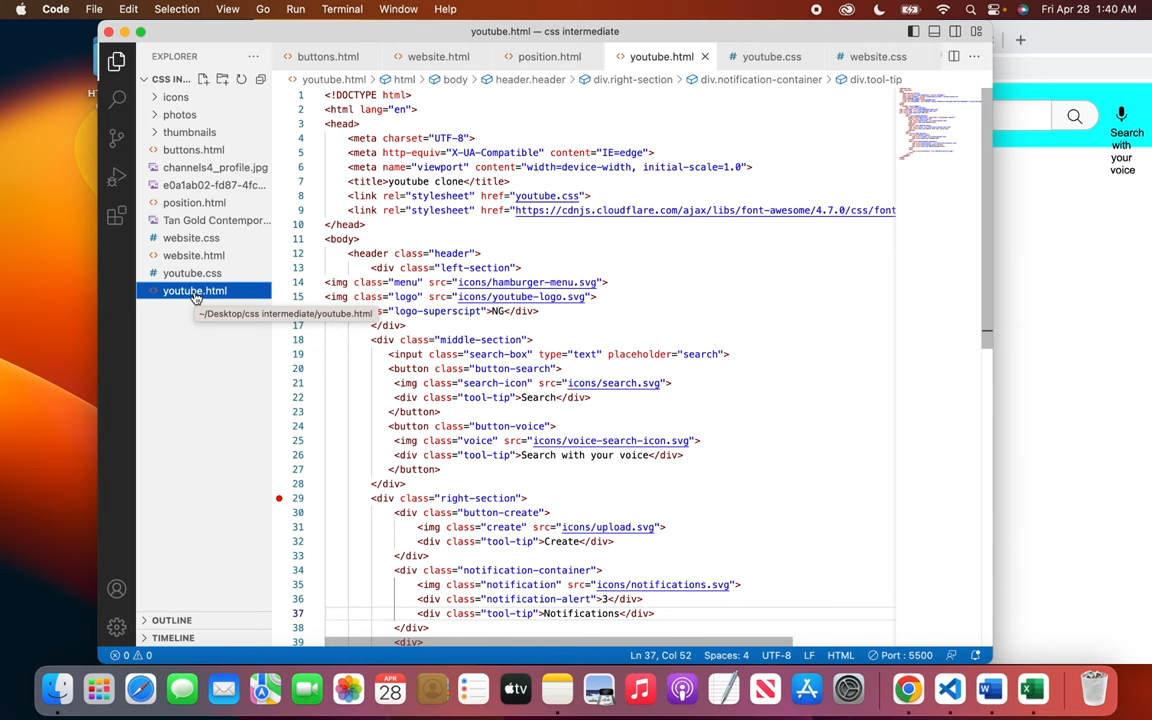 Code File Edit Selection View Go Run Terminal Window Help Fri Apr 28 1:40 AM
youtube.html — css intermediate
EXPLORER
buttons.html website.html position.html youtube.html youtube.css website.css
CSS IN...
youtube.html > html > body > header.header > div.right-section > div.notification-container > div.tool-tip
icons
photos
thumbnails
buttons.html
channels4_profile.jpg
e0a1ab02-fd87-4fc...
position.html
Tan Gold Contempor...
website.css
website.html
youtube.css
youtube.html
~/Desktop/css intermediate/youtube.html
OUTLINE
TIMELINE
1 <!DOCTYPE html>
2 <html lang="en">
3 <head>
4 <meta charset="UTF-8">
5 <meta http-equiv="X-UA-Compatible" content="IE=edge">
6 <meta name="viewport" content="width=device-width, initial-scale=1.0">
7 <title>youtube clone</title>
8 <link rel="stylesheet" href="youtube.css">
9 <link rel="stylesheet" href="https://cdnjs.cloudflare.com/ajax/libs/font-awesome/4.7.0/css/font
10 </head>
11 <body>
12 <header class="header">
13 <div class="left-section">
14 <img class="menu" src="icons/hamburger-menu.svg">
15 <img class="logo" src="icons/youtube-logo.svg">
="logo-superscipt">NG</div>
17 </div>
18 <div class="middle-section">
19 <input class="search-box" type="text" placeholder="search">
20 <button class="button-search">
21 <img class="search-icon" src="icons/search.svg">
22 <div class="tool-tip">Search</div>
23 </button>
24 <button class="button-voice">
25 <img class="voice" src="icons/voice-search-icon.svg">
26 <div class="tool-tip">Search with your voice</div>
27 </button>
28 </div>
29 <div class="right-section">
30 <div class="button-create">
31 <img class="create" src="icons/upload.svg">
32 <div class="tool-tip">Create</div>
33 </div>
34 <div class="notification-container">
35 <img class="notification" src="icons/notifications.svg">
36 <div class="notification-alert">3</div>
37 <div class="tool-tip">Notifications</div>
38 </div>
39 <div>
0 0 Ln 37, Col 52 Spaces: 4 UTF-8 LF HTML Port : 5500
Search
with
your
voice
APR
28
tv